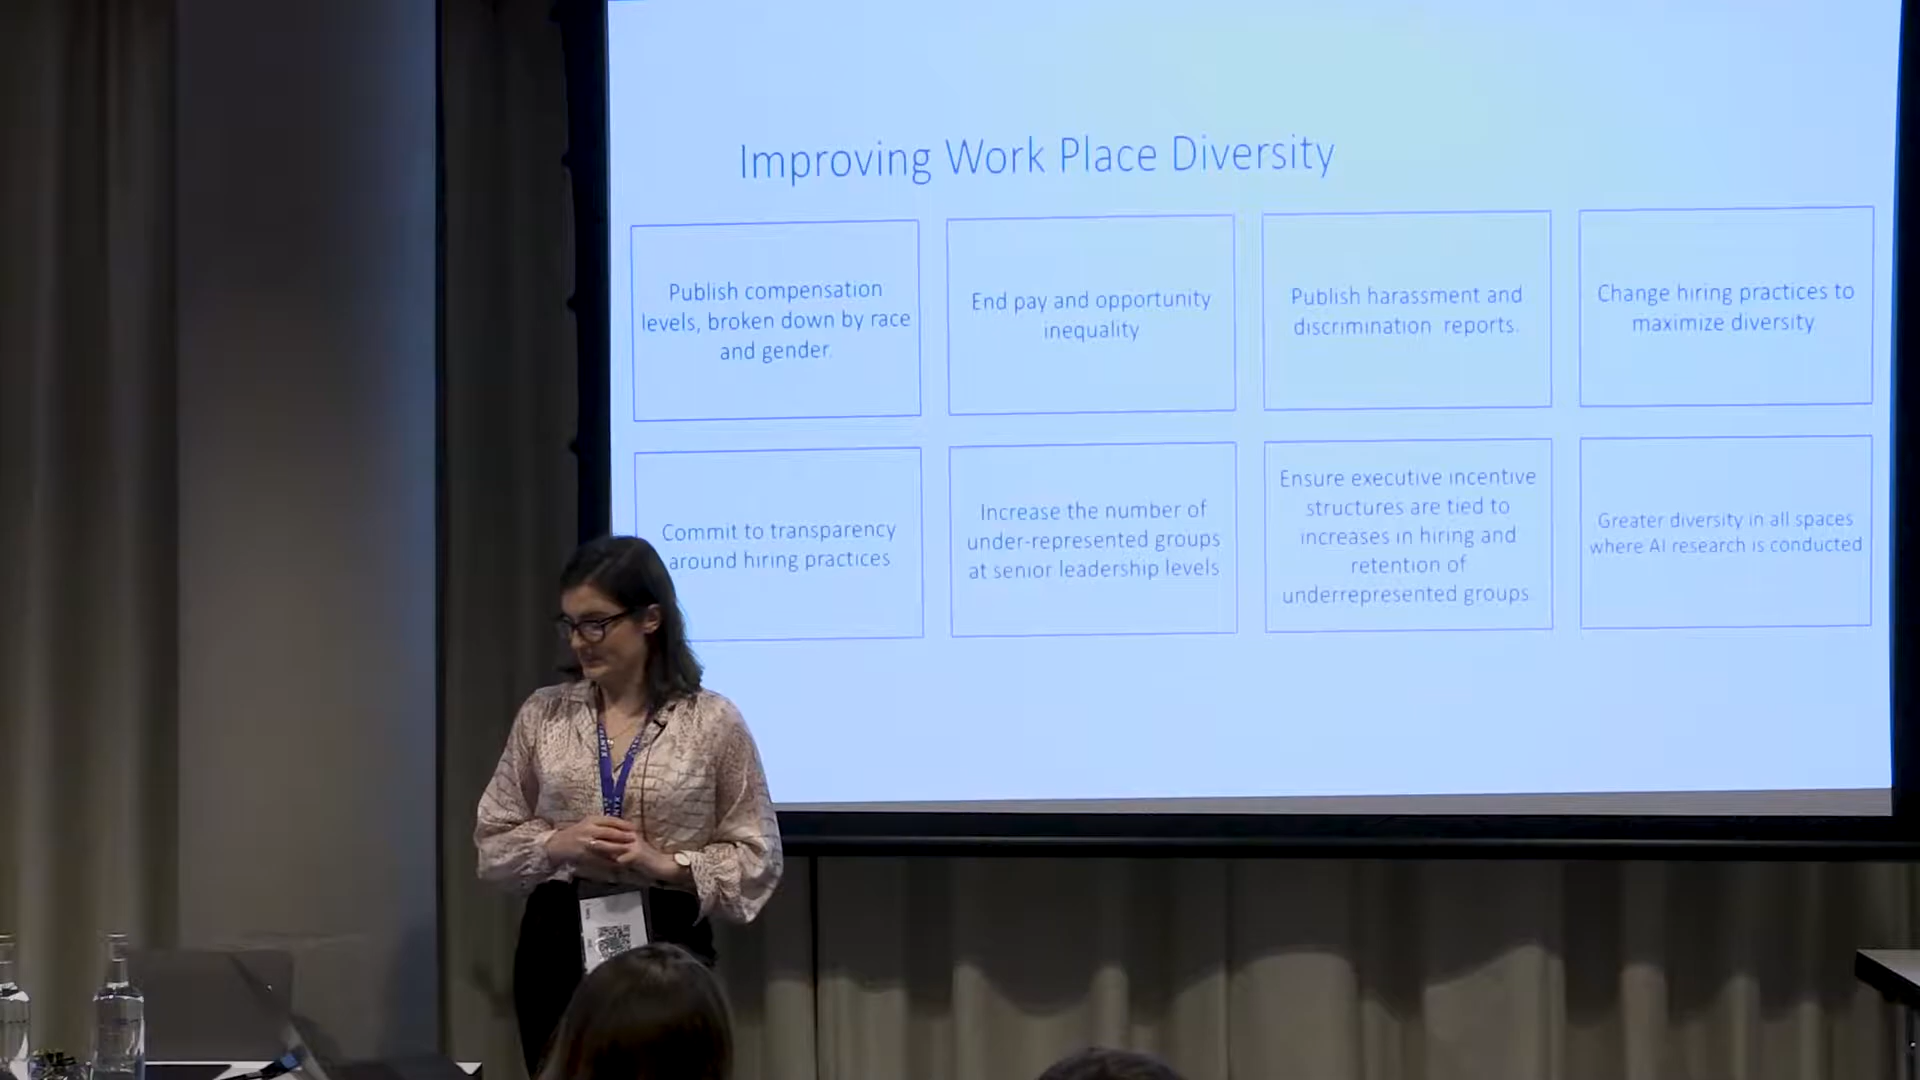 Improving Work Place Diversity
Publish compensation
levels, broken down by race
and gender.
End pay and opportunity
inequality
Publish harassment and
discrimination reports.
Change hiring practices to
maximize diversity
Commit to transparency
around hiring practices
Increase the number of
under-represented groups
at senior leadership levels
Ensure executive incentive
structures are tied to
increases in hiring and
retention of
underrepresented groups
Greater diversity in all spaces
where AI research is conducted